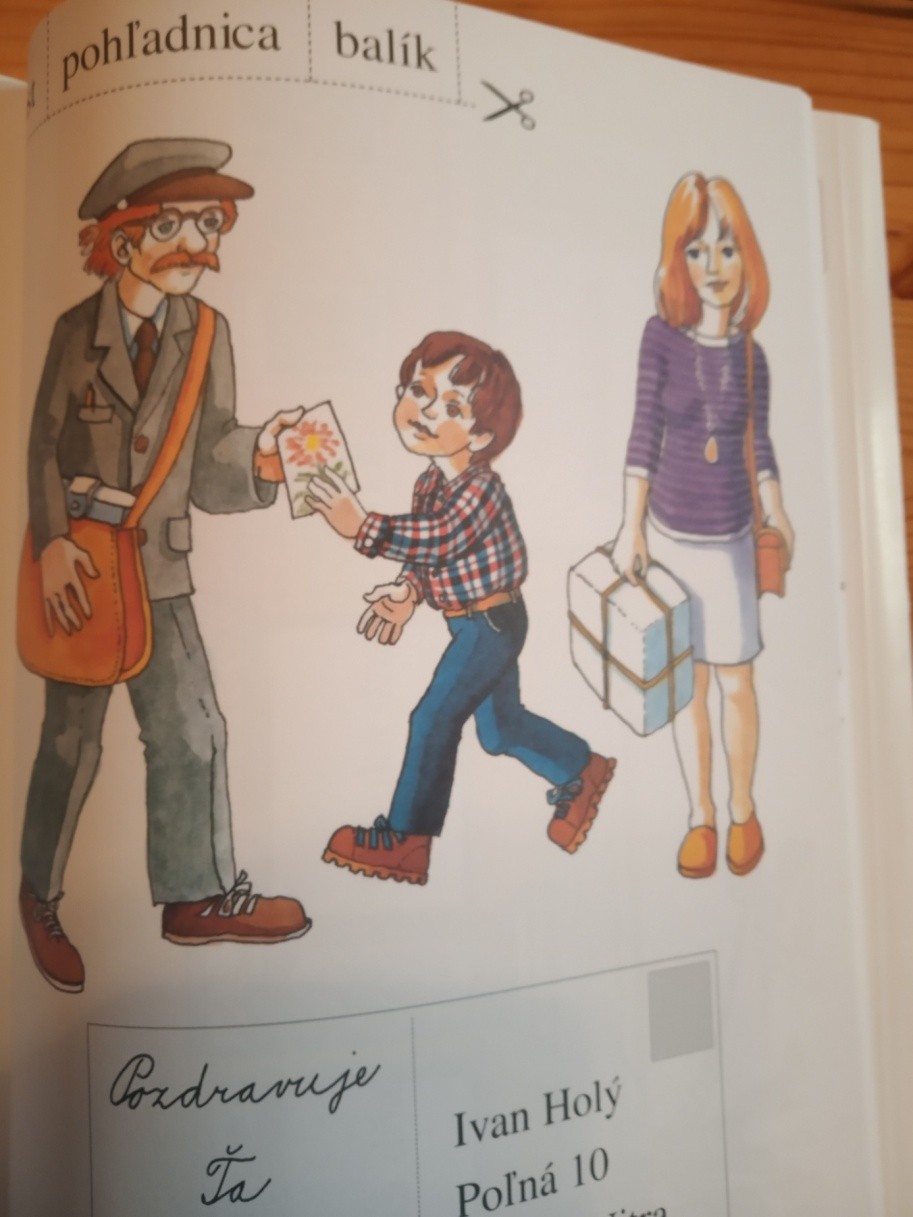 pohľadnica balík
Pozdravuje
Ťa
Ivan Holý
Poľná 10